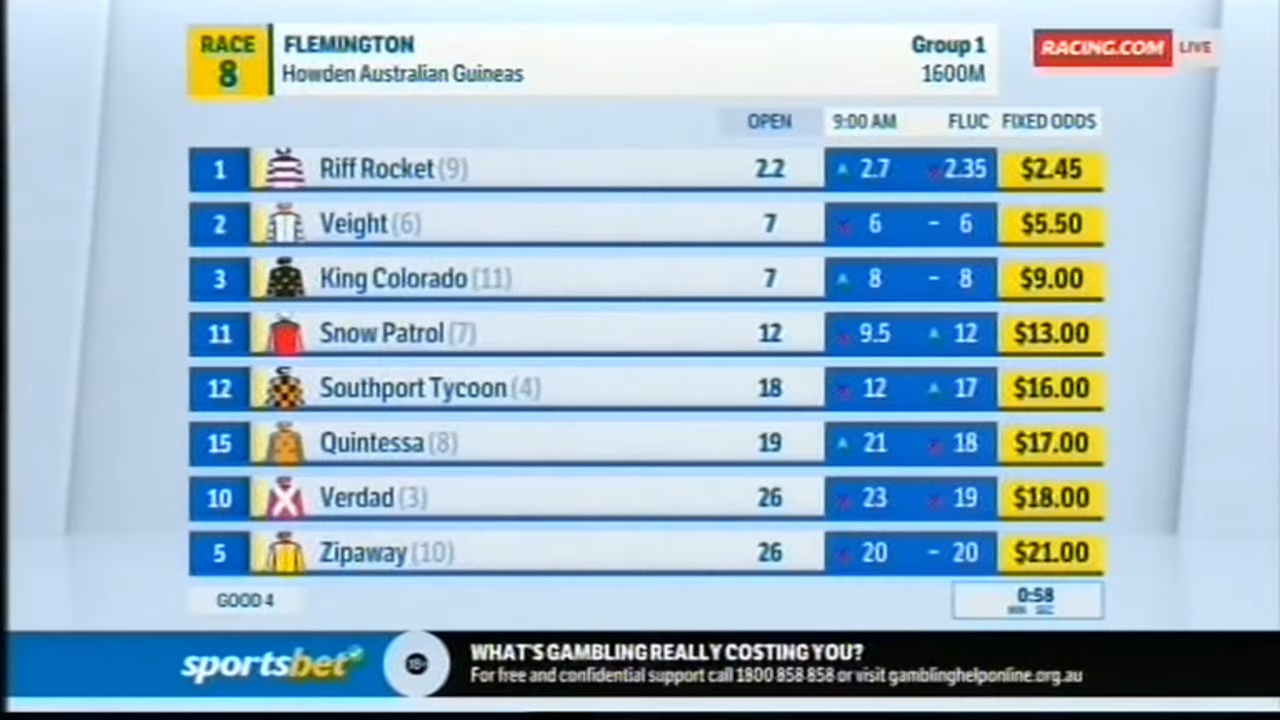 RACE 8
FLEMINGTON Group 1
Howden Australian Guineas 1600M
RACING.COM LIVE
OPEN 9:00 AM FLUC FIXED ODDS
1 Riff Rocket (9) 2.2 2.7 2.35 $2.45
2 Veight (6) 7 6 - 6 $5.50
3 King Colorado (11) 7 8 - 8 $9.00
11 Snow Patrol (7) 12 9.5 12 $13.00
12 Southport Tycoon (4) 18 12 17 $16.00
15 Quintessa (8) 19 21 18 $17.00
10 Verdad (3) 26 23 19 $18.00
5 Zipaway (10) 26 20 - 20 $21.00
GOOD 4 0:58
MIN SEC
sportsbet 18+ WHAT'S GAMBLING REALLY COSTING YOU?
For free and confidential support call 1800 858 858 or visit gamblinghelponline.org.au